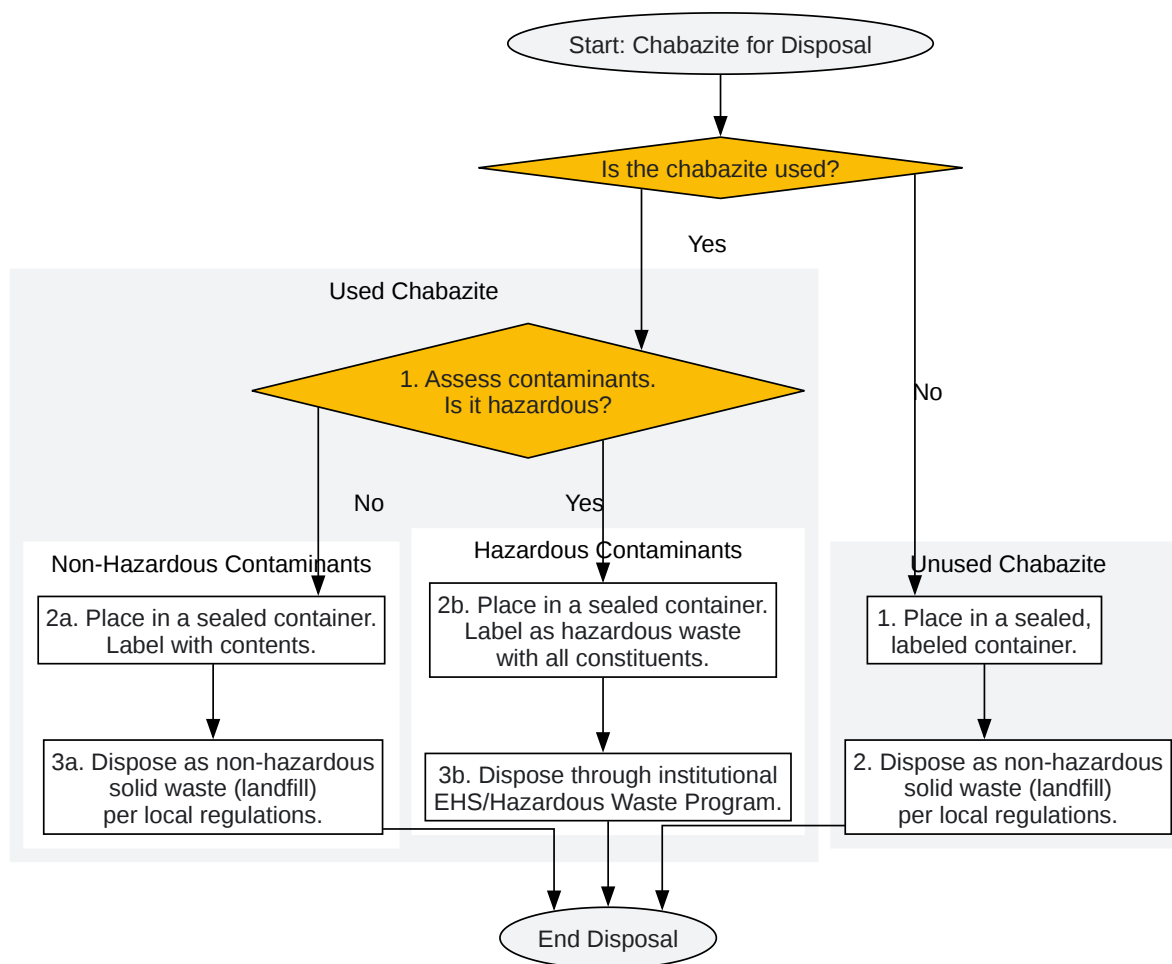 Start: Chabazite for Disposal
Is the chabazite used?
Yes
No
Used Chabazite
1. Assess contaminants.
Is it hazardous?
No
Yes
Non-Hazardous Contaminants
2a. Place in a sealed container.
Label with contents.
3a. Dispose as non-hazardous
solid waste (landfill)
per local regulations.
Hazardous Contaminants
2b. Place in a sealed container.
Label as hazardous waste
with all constituents.
3b. Dispose through institutional
EHS/Hazardous Waste Program.
Unused Chabazite
1. Place in a sealed,
labeled container.
2. Dispose as non-hazardous
solid waste (landfill)
per local regulations.
End Disposal